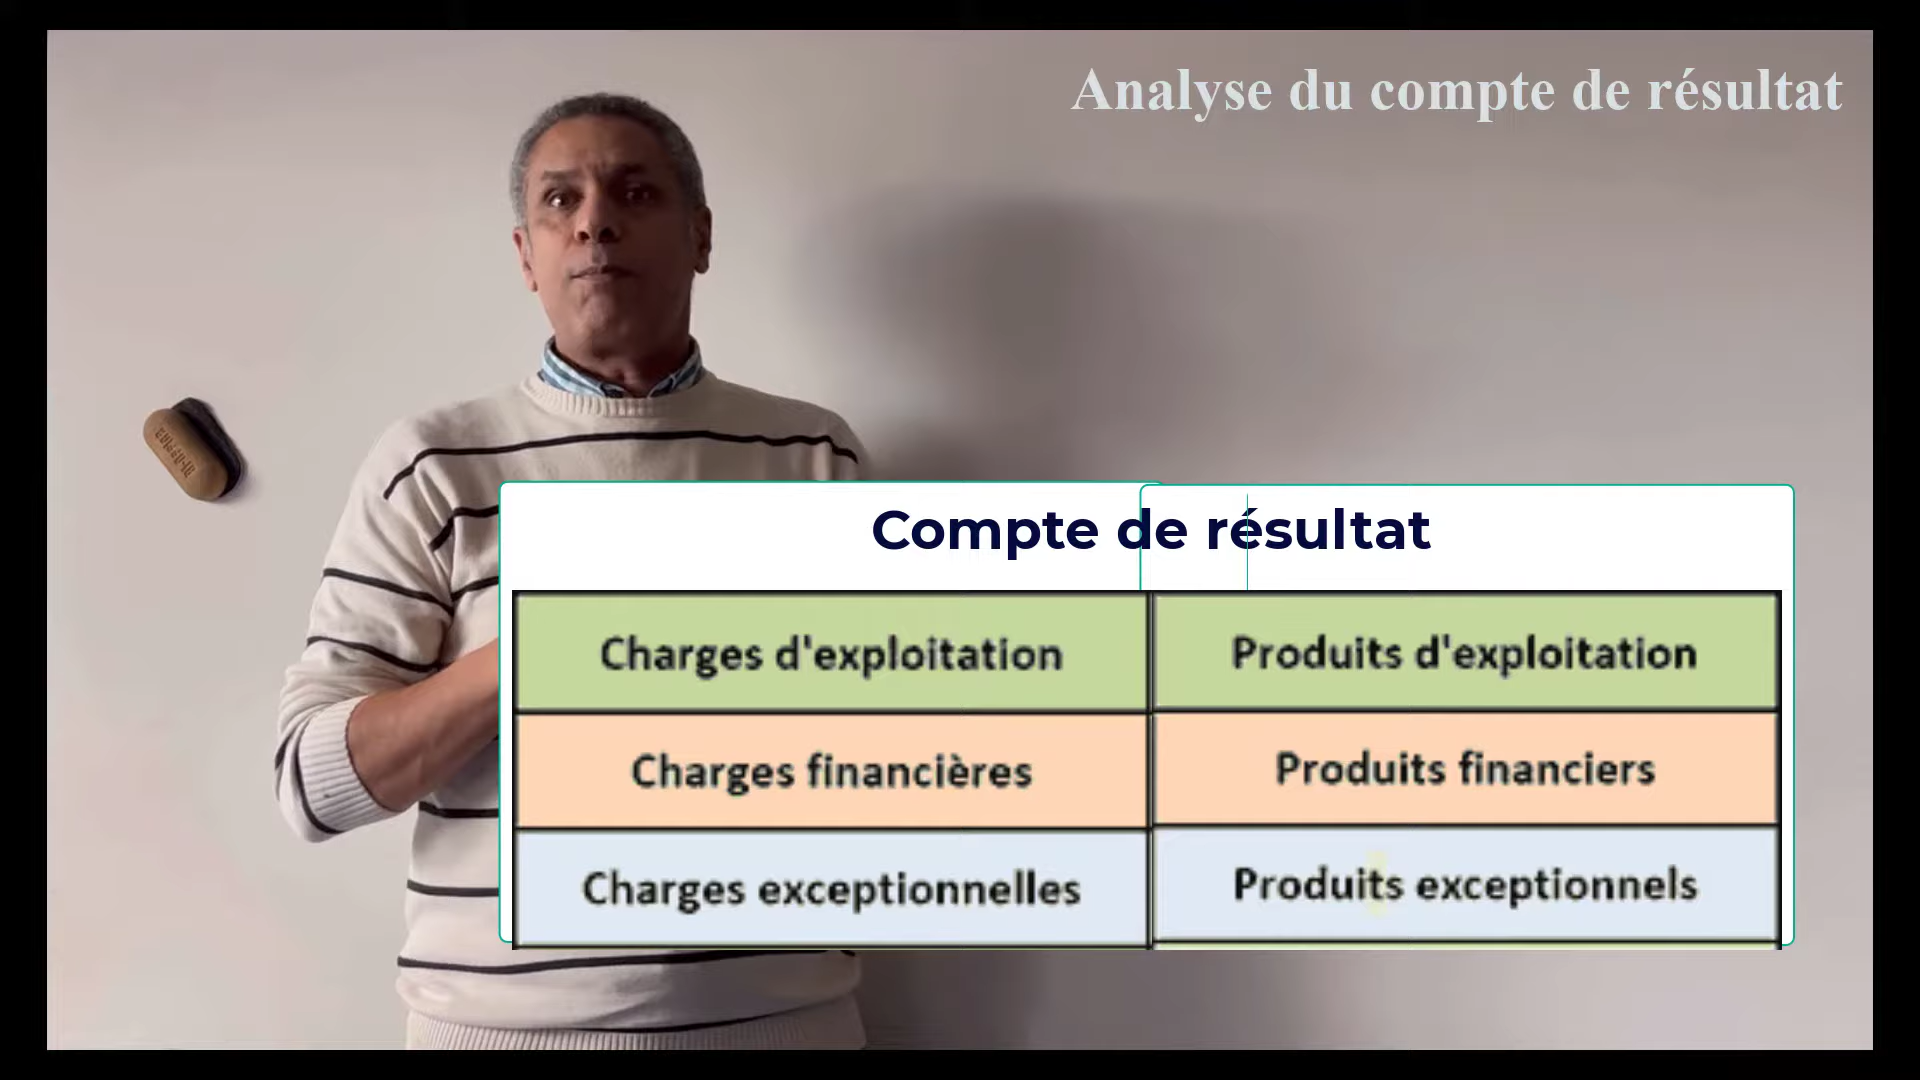 Analyse du compte de résultat
Compte de résultat
Charges d'exploitation
Produits d'exploitation
Charges financières
Produits financiers
Charges exceptionnelles
Produits exceptionnels